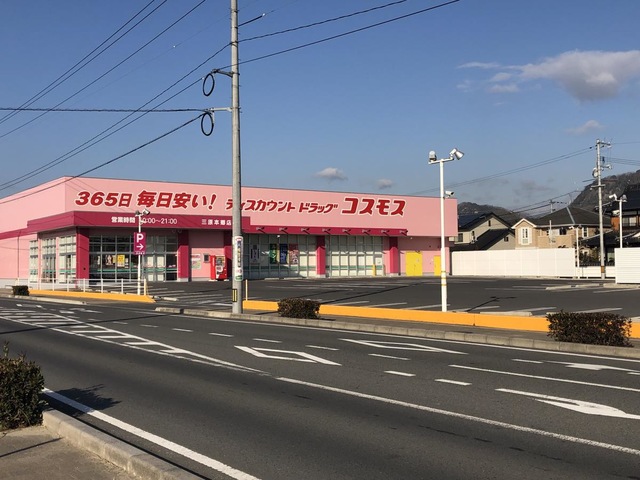 365日 毎日安い! ディスカウント ドラッグ コスモス
営業時間 10:00～21:00
三原本郷店
P